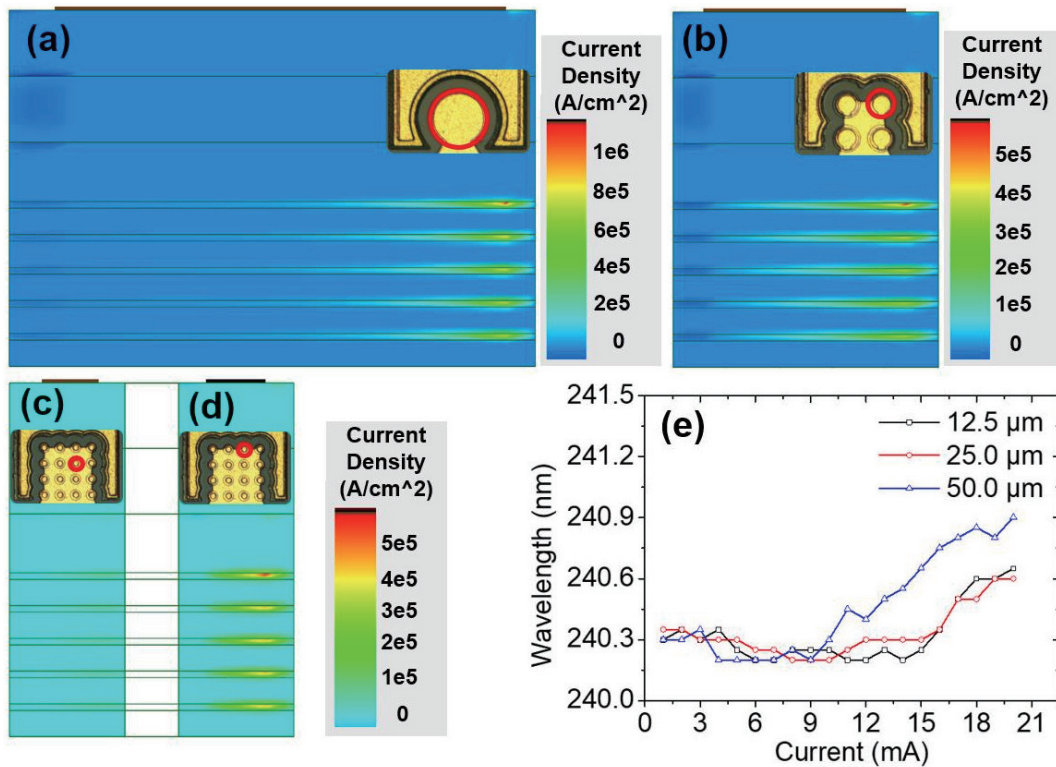 (a)
Current
Density
(A/cm^2)
1e6
8e5
6e5
4e5
2e5
0
(b)
Current
Density
(A/cm^2)
5e5
4e5
3e5
2e5
1e5
0
(c)
(d)
Current
Density
(A/cm^2)
5e5
4e5
3e5
2e5
1e5
0
(e)
12.5 μm
25.0 μm
50.0 μm
Wavelength (nm)
241.5
241.2
240.9
240.6
240.3
240.0
0 3 6 9 12 15 18 21
Current (mA)